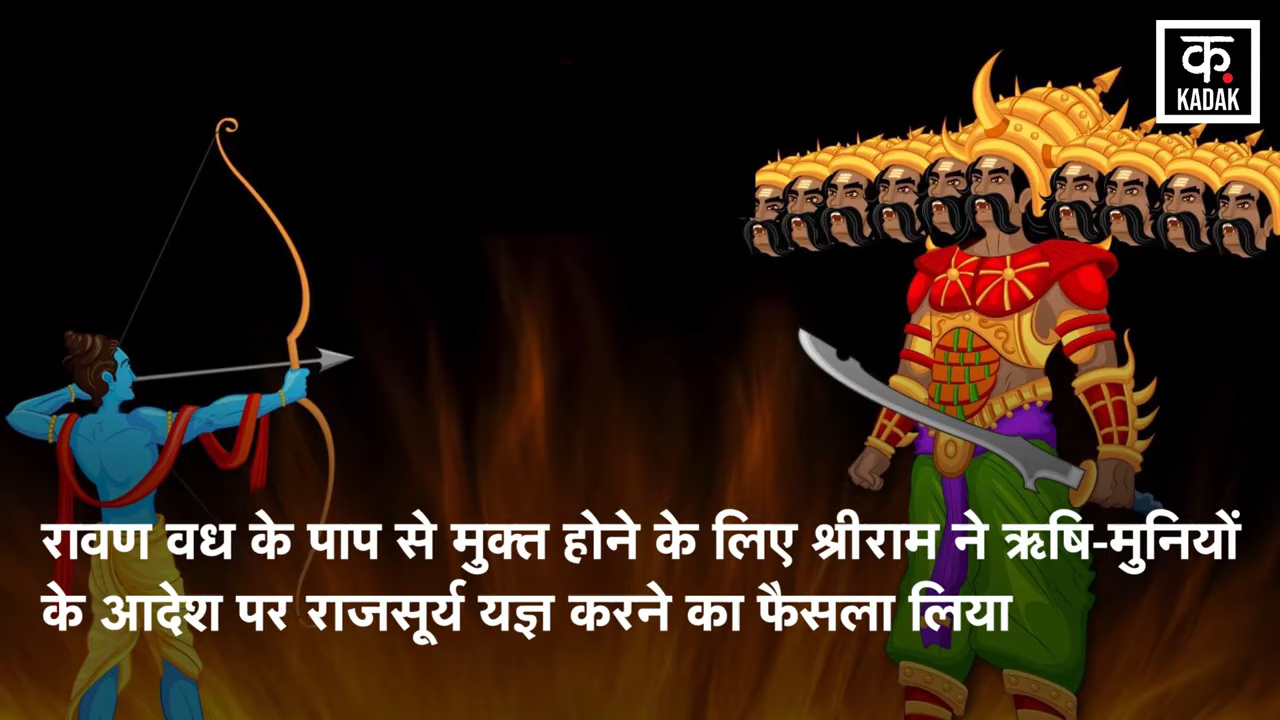 क.
KADAK
रावण वध के पाप से मुक्त होने के लिए श्रीराम ने ऋषि-मुनियों
के आदेश पर राजसूर्य यज्ञ करने का फैसला लिया